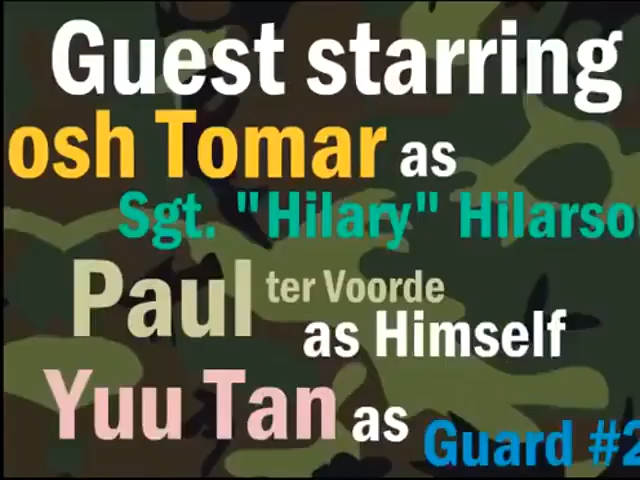 Guest starring
osh Tomar as
Sgt. "Hilary" Hilarso
Paul ter Voorde
as Himself
Yuu Tan as
Guard #2